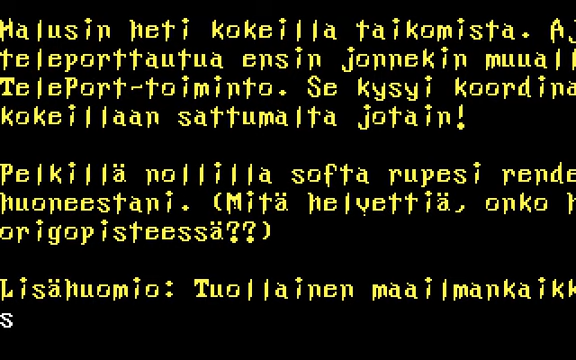 Halusin heti kokeilla taikomista. Aj
teleporttautua ensin jonnekin muuall
TelePort-toiminto. Se kysyi koordina
kokeillaan sattumalta jotain!
Pelkillä nollilla softa rupesi rende
huoneestani. (Mitä helvettiä, onko h
origopisteessä??)
Lisähuomio: Tuollainen maailmankaikk
s